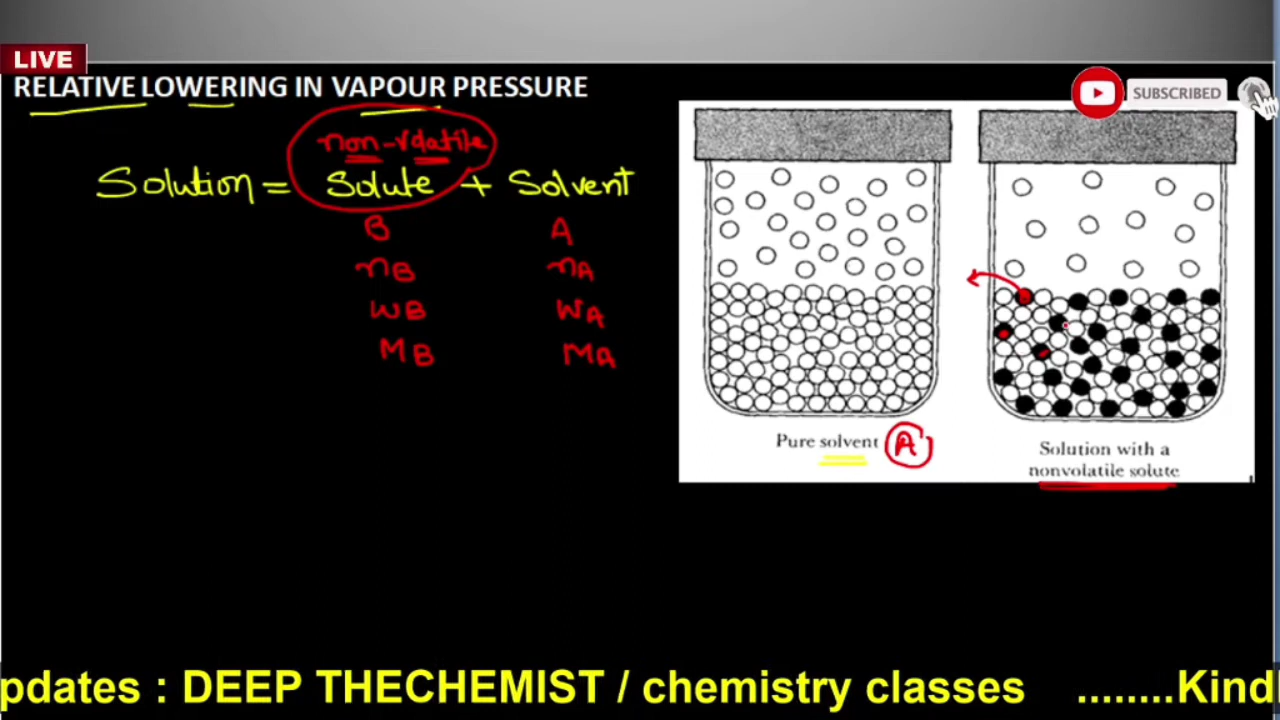 LIVE
RELATIVE LOWERING IN VAPOUR PRESSURE
SUBSCRIBED
non-volatile
Solution = Solute + Solvent
B A
nB nA
WB WA
MB MA
Pure solvent A
Solution with a
nonvolatile solute
pdates : DEEP THECHEMIST / chemistry classes ........Kind